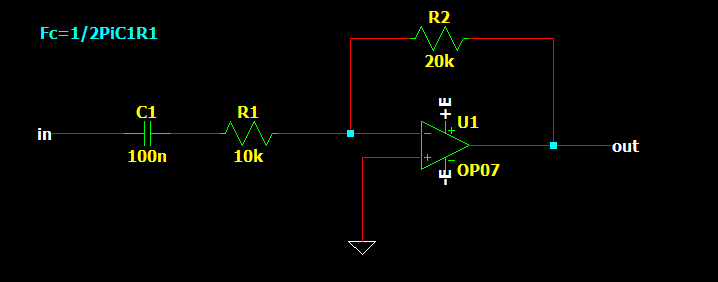 Fc=1/2PiC1R1
R2
20k
in
C1
100n
R1
10k
+E
U1
-E
OP07
out